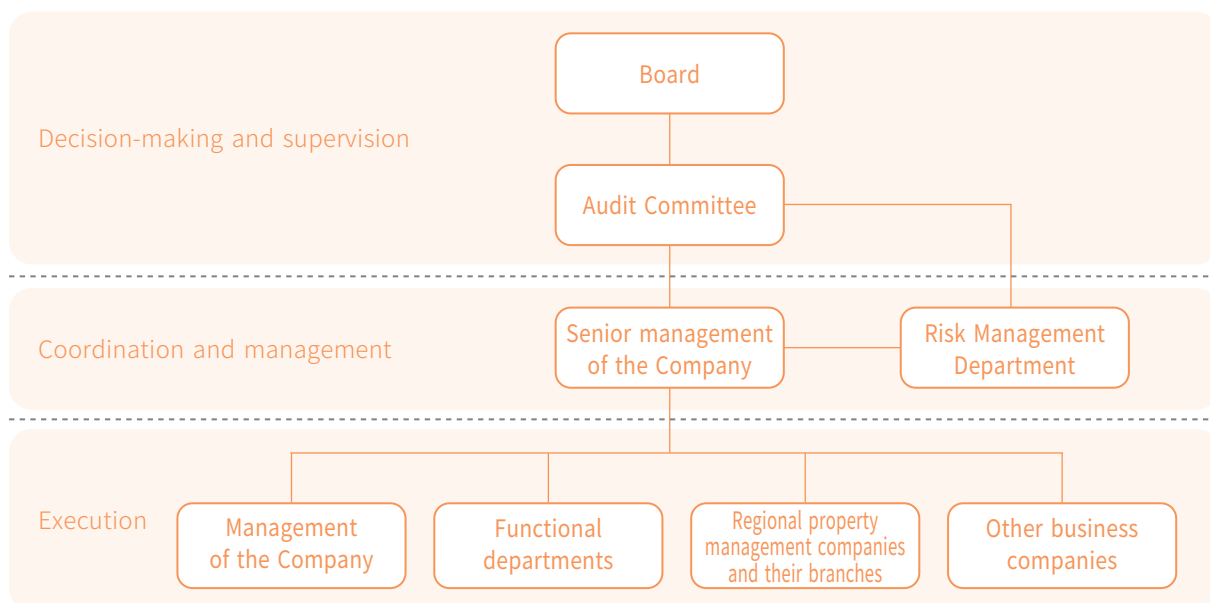 Board
Decision-making and supervision
Audit Committee
Senior management
of the Company
Risk Management
Department
Coordination and management
Execution
Management
of the Company
Functional
departments
Regional property
management companies
and their branches
Other business
companies